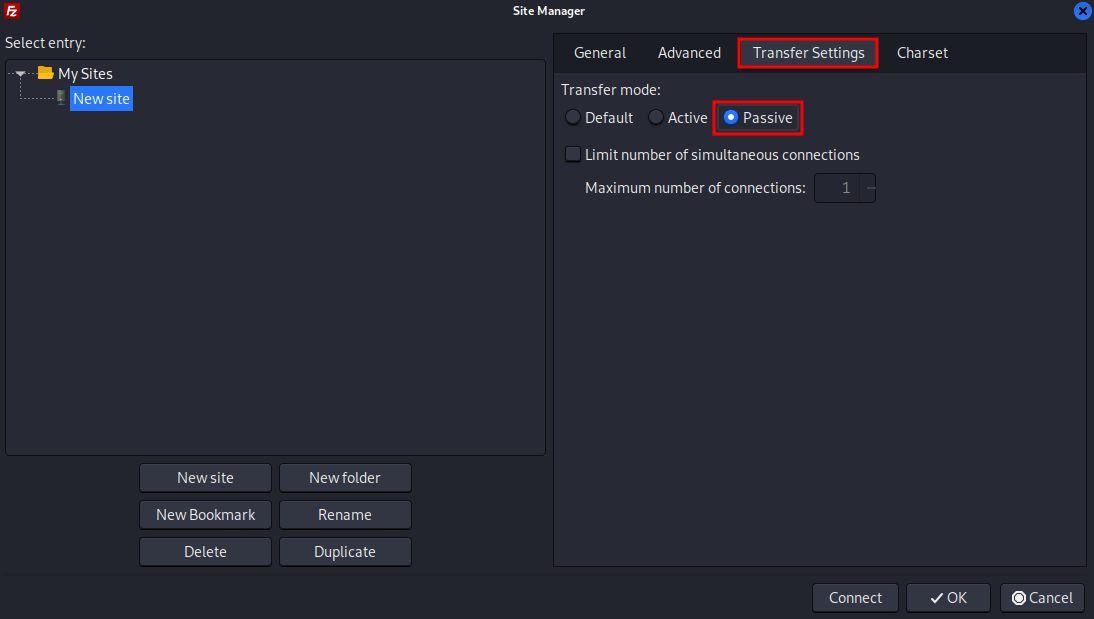 Fz
Site Manager
Select entry:
My Sites
New site
New site New folder
New Bookmark Rename
Delete Duplicate
General Advanced Transfer Settings Charset
Transfer mode:
Default Active Passive
Limit number of simultaneous connections
Maximum number of connections: 1
Connect OK Cancel